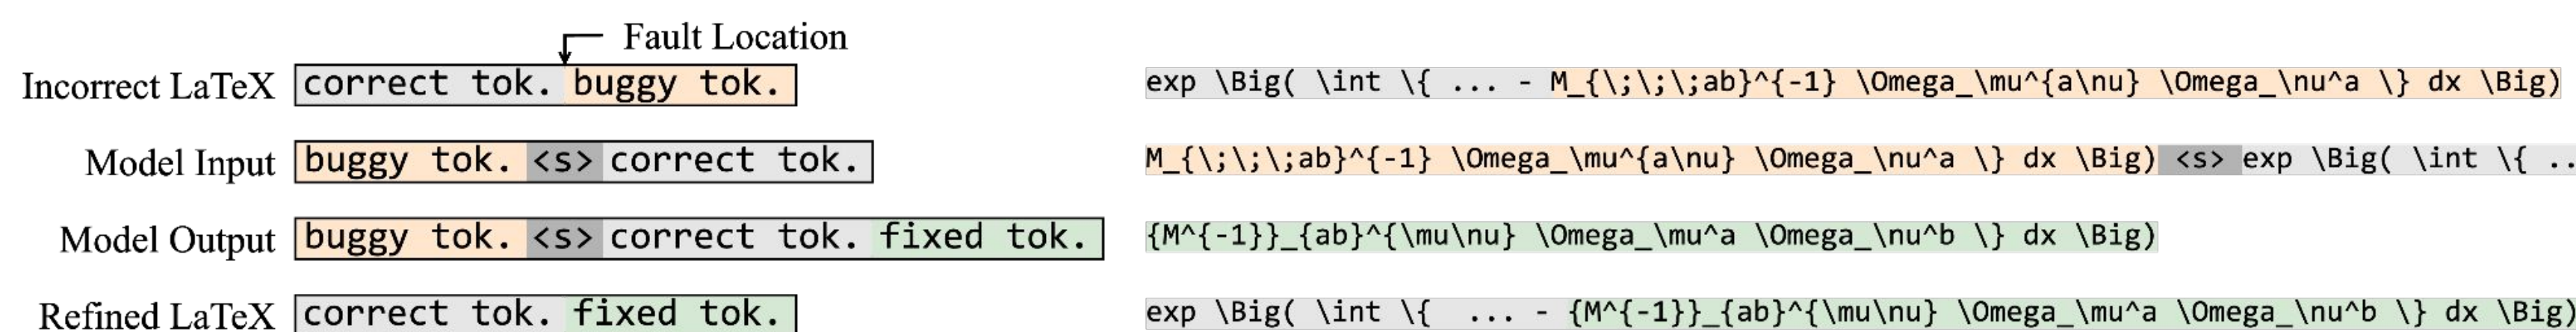 Fault Location
Incorrect LaTeX correct tok. buggy tok. exp \Big( \int \{ ... - M_{\;\;\;ab}^{-1} \Omega_\mu^{a\nu} \Omega_\nu^a \} dx \Big)
Model Input buggy tok. <s> correct tok. M_{\;\;\;ab}^{-1} \Omega_\mu^{a\nu} \Omega_\nu^a \} dx \Big) <s> exp \Big( \int \{ ..
Model Output buggy tok. <s> correct tok. fixed tok. {M^{-1}}_{ab}^{\mu\nu} \Omega_\mu^a \Omega_\nu^b \} dx \Big)
Refined LaTeX correct tok. fixed tok. exp \Big( \int \{ ... - {M^{-1}}_{ab}^{\mu\nu} \Omega_\mu^a \Omega_\nu^b \} dx \Big)